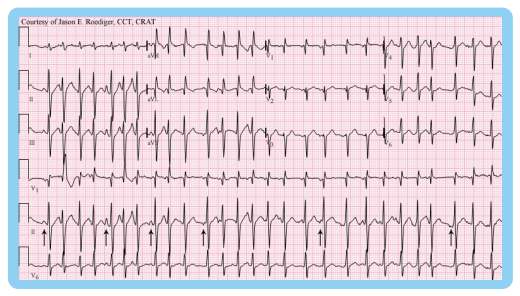 Courtesy of Jason E. Roediger, CCT, CRAT
I aVR V1 V4
II aVL V2 V5
III aVF V3 V6
V1
II
V6